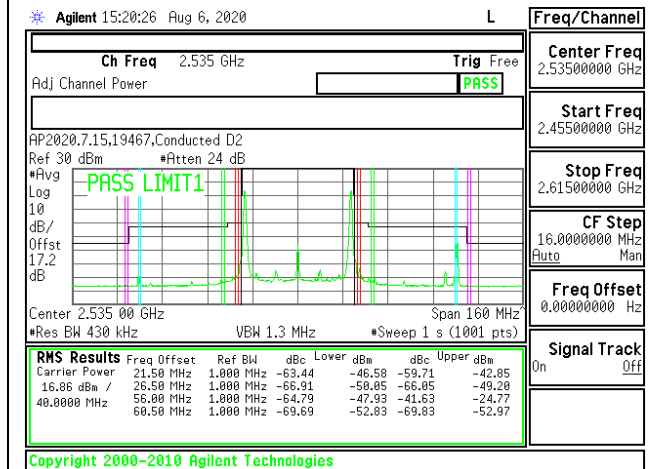 Agilent 15:20:26 Aug 6, 2020 L Freq/Channel
Ch Freq 2.535 GHz Trig Free
Adj Channel Power PASS
Center Freq
2.53500000 GHz
Start Freq
2.45500000 GHz
Stop Freq
2.61500000 GHz
CF Step
16.0000000 MHz
Auto Man
Freq Offset
0.00000000 Hz
Signal Track
On Off
AP2020.7.15,19467,Conducted D2
Ref 30 dBm #Atten 24 dB
#Avg
Log
10
dB/
Offst
17.2
dB
PASS LIMIT1
Center 2.535 00 GHz Span 160 MHz^
#Res BW 430 kHz VBW 1.3 MHz #Sweep 1 s (1001 pts)
RMS Results Freq Offset Ref BW dBc Lower dBm dBc Upper dBm
Carrier Power 21.50 MHz 1.000 MHz -63.44 -46.58 -59.71 -42.85
16.86 dBm / 26.50 MHz 1.000 MHz -66.91 -50.05 -66.05 -49.20
40.0000 MHz 56.00 MHz 1.000 MHz -64.79 -47.93 -41.63 -24.77
60.50 MHz 1.000 MHz -69.69 -52.83 -69.83 -52.97
Copyright 2000-2010 Agilent Technologies